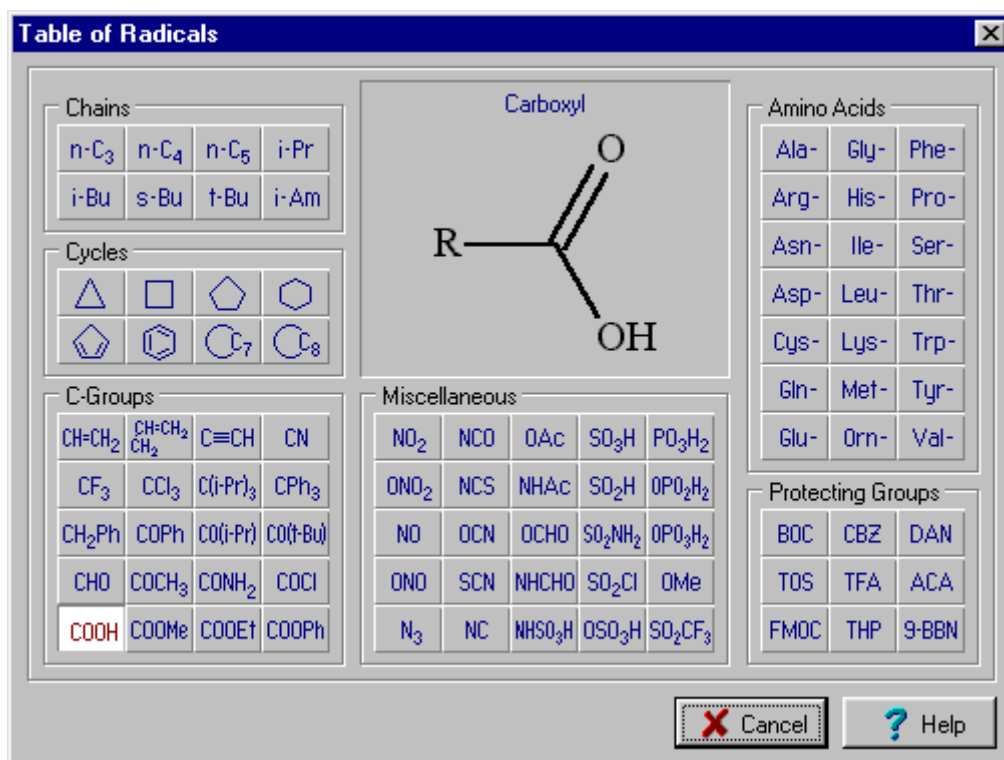 Table of Radicals
Chains
n-C₃ n-C₄ n-C₅ i-Pr
i-Bu s-Bu t-Bu i-Am
Cycles
C₇ C₈
C-Groups
CH=CH₂ CH=CH₂ CH₂ C≡CH CN
CF₃ CCl₃ C(i-Pr)₃ CPh₃
CH₂Ph COPh CO(i-Pr) CO(t-Bu)
CHO COCH₃ CONH₂ COCl
COOH COOMe COOEt COOPh
Carboxyl
O
R
OH
Miscellaneous
NO₂ NCO OAc SO₃H PO₃H₂
ONO₂ NCS NHAc SO₂H OPO₂H₂
NO OCN OCHO SO₂NH₂ OPO₃H₂
ONO SCN NHCHO SO₂Cl OMe
N₃ NC NHSO₃H OSO₃H SO₂CF₃
Amino Acids
Ala- Gly- Phe-
Arg- His- Pro-
Asn- Ile- Ser-
Asp- Leu- Thr-
Cys- Lys- Trp-
Gln- Met- Tyr-
Glu- Orn- Val-
Protecting Groups
BOC CBZ DAN
TOS TFA ACA
FMOC THP 9-BBN
Cancel
? Help